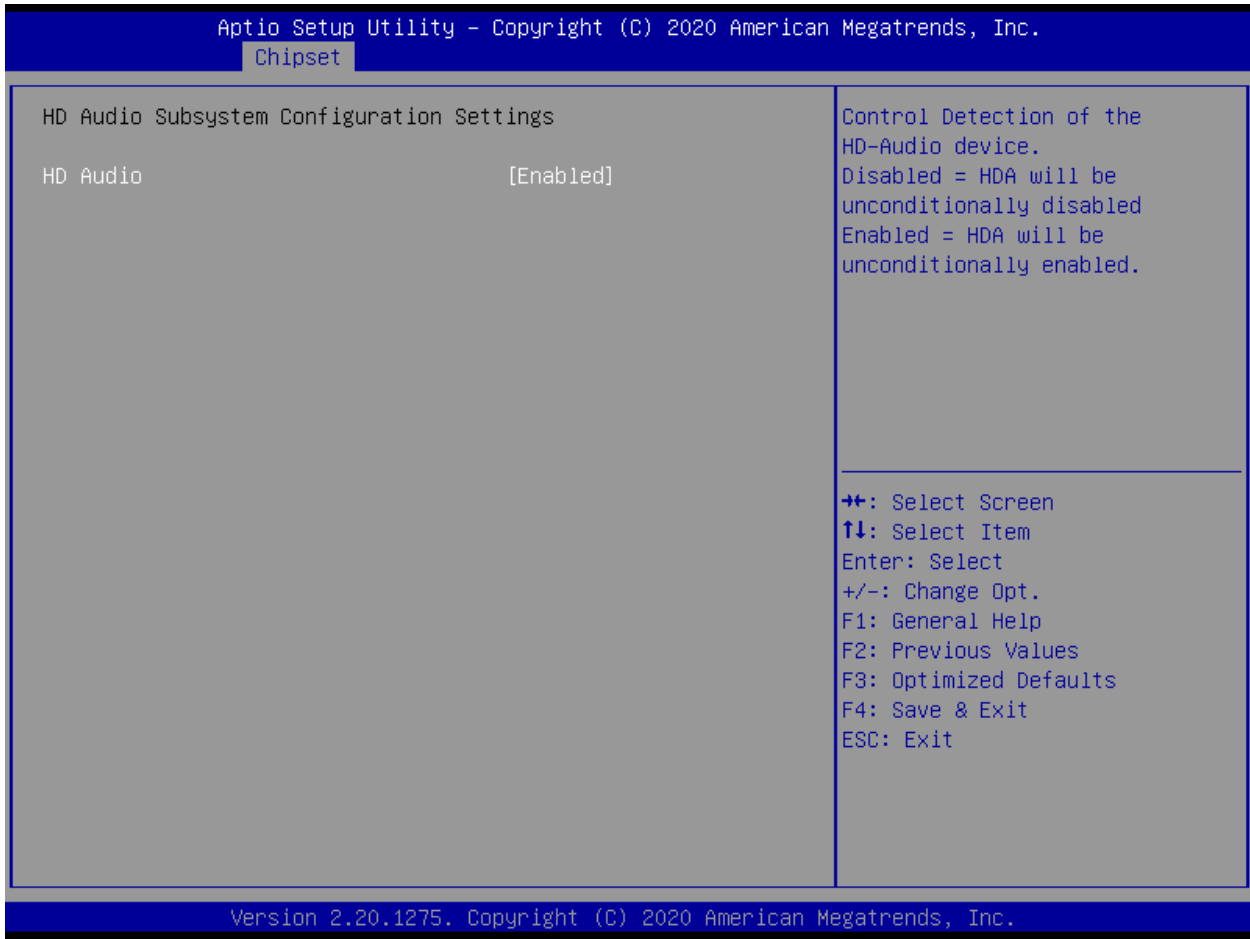 Aptio Setup Utility – Copyright (C) 2020 American Megatrends, Inc.
Chipset
HD Audio Subsystem Configuration Settings
HD Audio [Enabled]
Control Detection of the
HD-Audio device.
Disabled = HDA will be
unconditionally disabled
Enabled = HDA will be
unconditionally enabled.
→←: Select Screen
↑↓: Select Item
Enter: Select
+/-: Change Opt.
F1: General Help
F2: Previous Values
F3: Optimized Defaults
F4: Save & Exit
ESC: Exit
Version 2.20.1275. Copyright (C) 2020 American Megatrends, Inc.